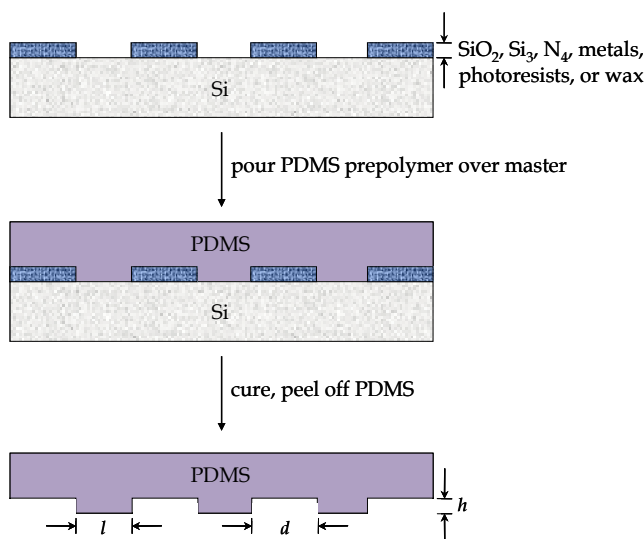 SiO2, Si3, N4, metals,
photoresists, or wax
Si
pour PDMS prepolymer over master
PDMS
Si
cure, peel off PDMS
PDMS
h
l
d